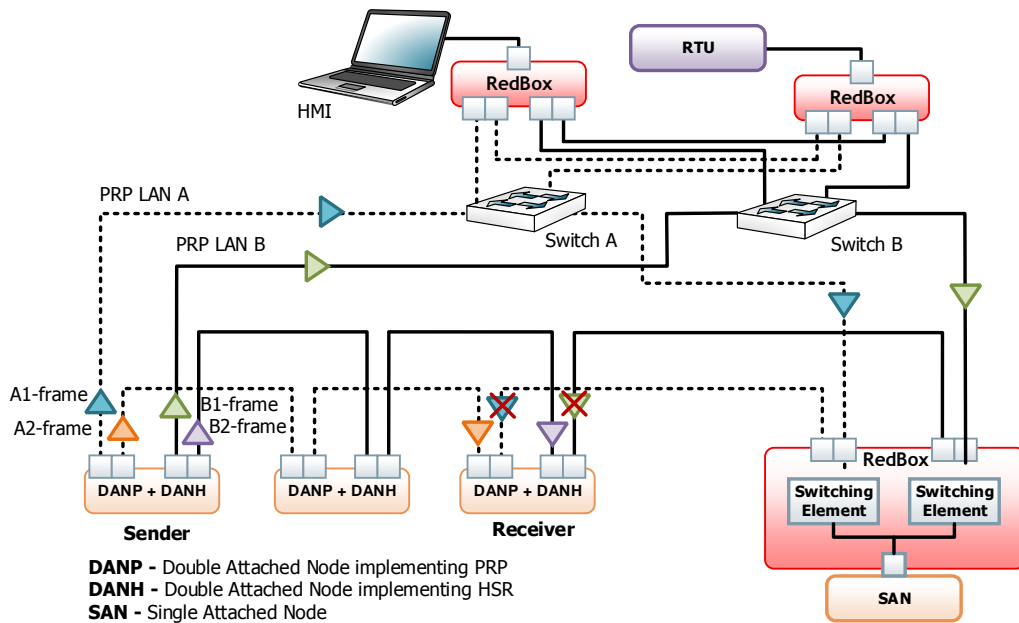 RTU
RedBox
HMI
RedBox
PRP LAN A
Switch A
Switch B
PRP LAN B
A1-frame
B1-frame
A2-frame
B2-frame
DANP + DANH
DANP + DANH
DANP + DANH
RedBox
Switching
Element
Switching
Element
Sender
Receiver
DANP - Double Attached Node implementing PRP
DANH - Double Attached Node implementing HSR
SAN - Single Attached Node
SAN